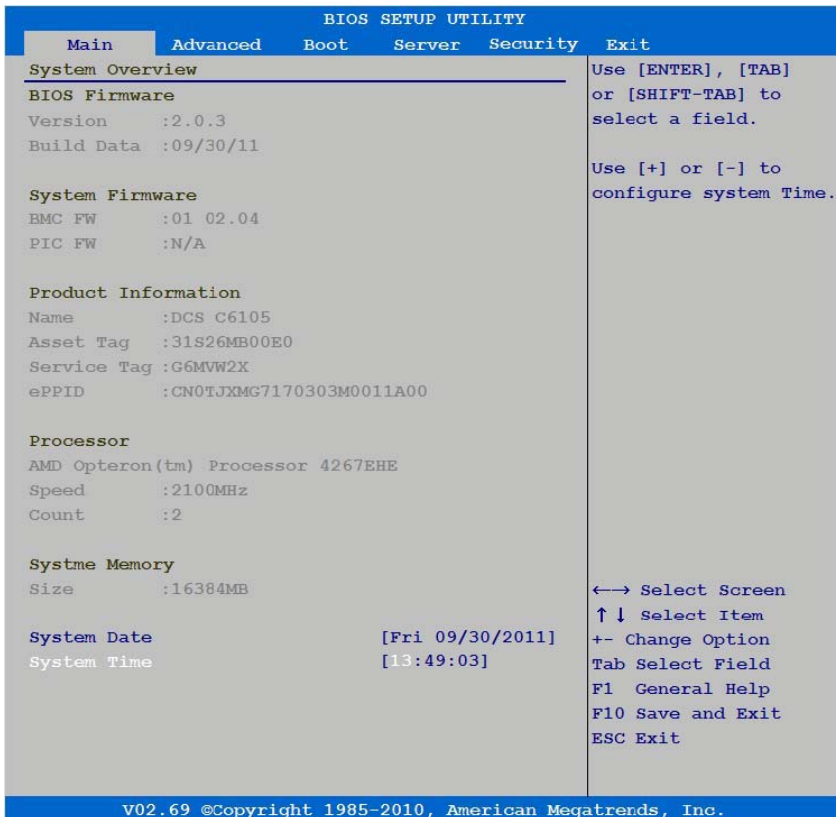 BIOS SETUP UTILITY
Main Advanced Boot Server Security Exit
System Overview
BIOS Firmware
Version :2.0.3
Build Data :09/30/11
System Firmware
BMC FW :01 02.04
PIC FW :N/A
Product Information
Name :DCS C6105
Asset Tag :31S26MB00E0
Service Tag :G6MVW2X
ePPID :CN0TJXMG7170303M0011A00
Processor
AMD Opteron(tm) Processor 4267EHE
Speed :2100MHz
Count :2
Systme Memory
Size :16384MB
System Date [Fri 09/30/2011]
System Time [13:49:03]
Use [ENTER], [TAB]
or [SHIFT-TAB] to
select a field.
Use [+] or [-] to
configure system Time.
←→ Select Screen
↑↓ Select Item
+- Change Option
Tab Select Field
F1 General Help
F10 Save and Exit
ESC Exit
V02.69 ©Copyright 1985-2010, American Megatrends, Inc.